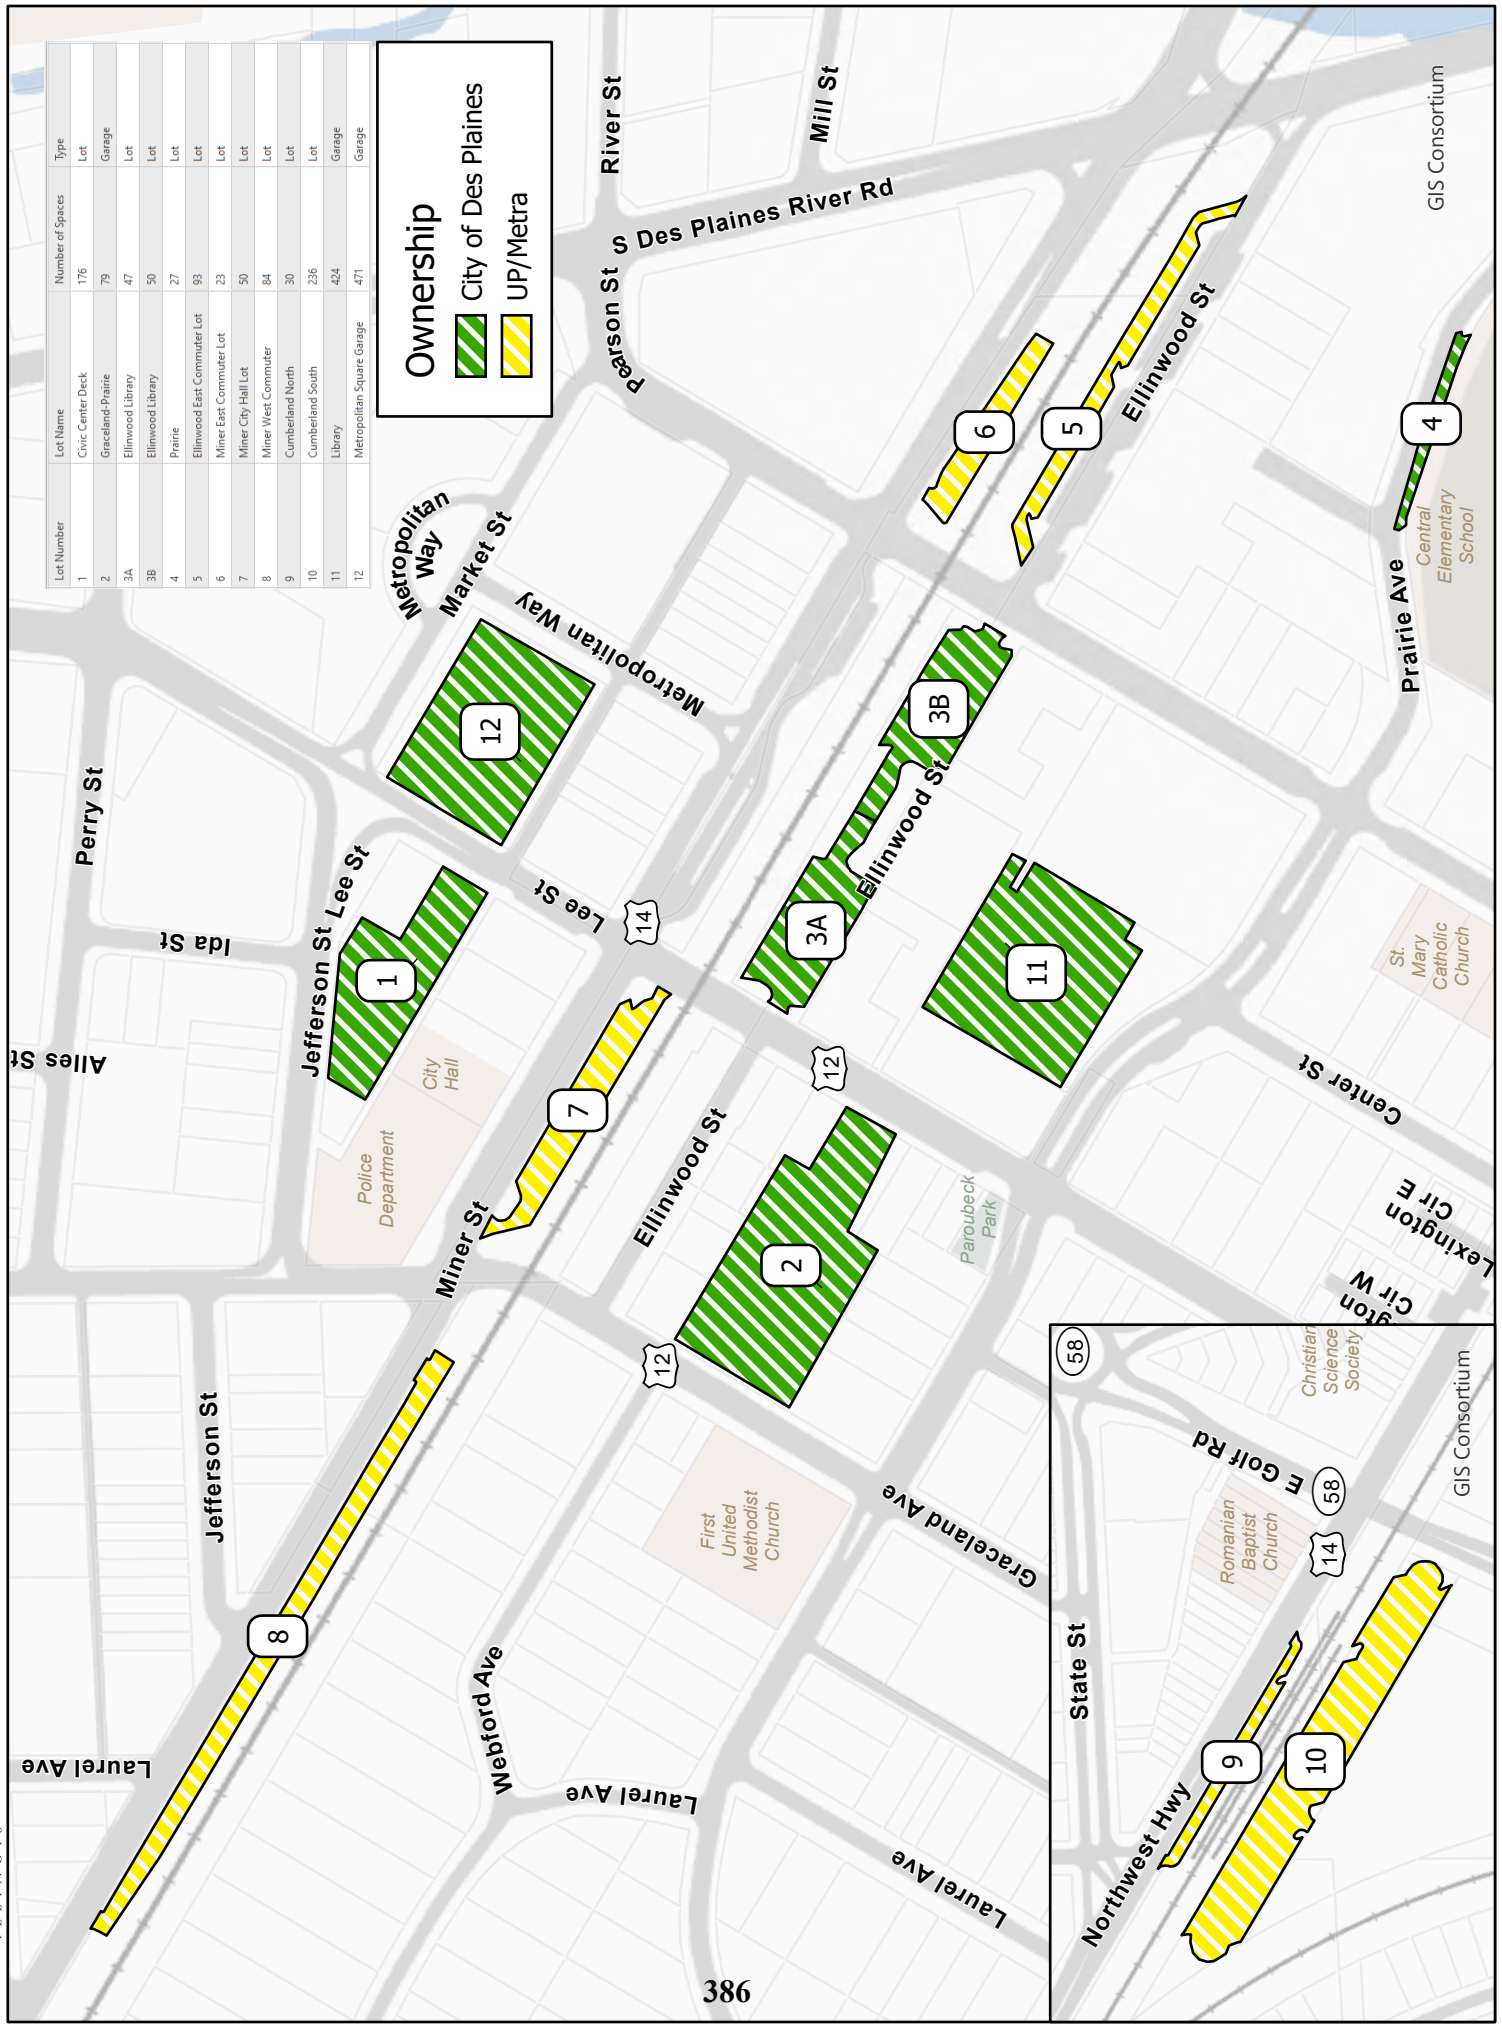 Lot Number Lot Name Number of Spaces Type
1 Civic Center Deck 176 Lot
2 Graceland-Prairie 79 Garage
3A Ellinwood Library 47 Lot
3B Ellinwood Library 50 Lot
4 Prairie 27 Lot
5 Ellinwood East Commuter Lot 93 Lot
6 Miner East Commuter Lot 23 Lot
7 Miner City Hall Lot 50 Lot
8 Miner West Commuter 84 Lot
9 Cumberland North 30 Lot
10 Cumberland South 236 Lot
11 Library 424 Garage
12 Metropolitan Square Garage 471 Garage
Ownership
City of Des Plaines
UP/Metra
River St
Mill St
S Des Plaines River Rd
Pearson St
Metropolitan
Way
Market St
Metropolitan Way
Perry St
Ida St
Alles St
Jefferson St
Lee St
Lee St
14
12
1
City
Hall
Police
Department
7
Miner St
Jefferson St
8
Laurel Ave
Webford Ave
Laurel Ave
Laurel Ave
Ellinwood St
12
12
2
3A
3B
Ellinwood St
6
5
Ellinwood St
4
Central
Elementary
School
Prairie Ave
11
St.
Mary
Catholic
Church
Center St
Paroubeck
Park
First
United
Methodist
Church
Graceland Ave
Lexington
Cir E
gton
Cir W
GIS Consortium
58
Christian
Science
Society
E Golf Rd
58
14
Romanian
Baptist
Church
State St
Northwest Hwy
9
10
GIS Consortium
386